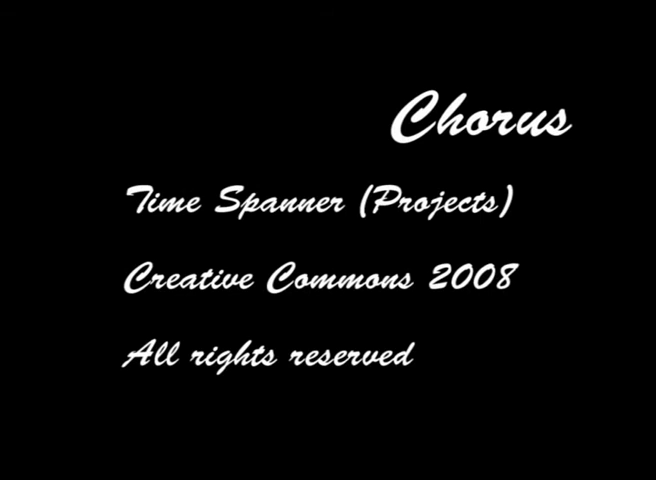 Chorus
Time Spanner (Projects)
Creative Commons 2008
All rights reserved